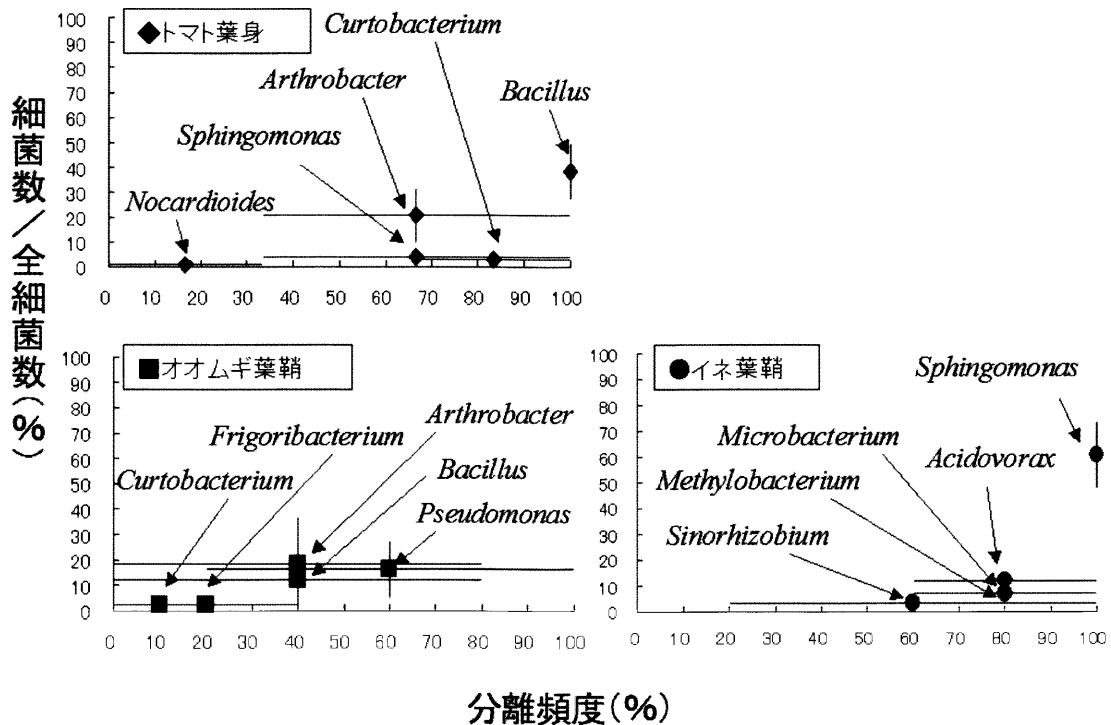 細菌数/全細菌数(%)
◆トマト葉身
Curtobacterium
Arthrobacter
Bacillus
Sphingomonas
Nocardioides
100
90
80
70
60
50
40
30
20
10
0
0 10 20 30 40 50 60 70 80 90 100
■オオムギ葉鞘
Arthrobacter
Frigoribacterium
Bacillus
Curtobacterium
Pseudomonas
100
90
80
70
60
50
40
30
20
10
0
0 10 20 30 40 50 60 70 80 90 100
●イネ葉鞘
Sphingomonas
Microbacterium
Acidovorax
Methylobacterium
Sinorhizobium
100
90
80
70
60
50
40
30
20
10
0
0 10 20 30 40 50 60 70 80 90 100
分離頻度(%)